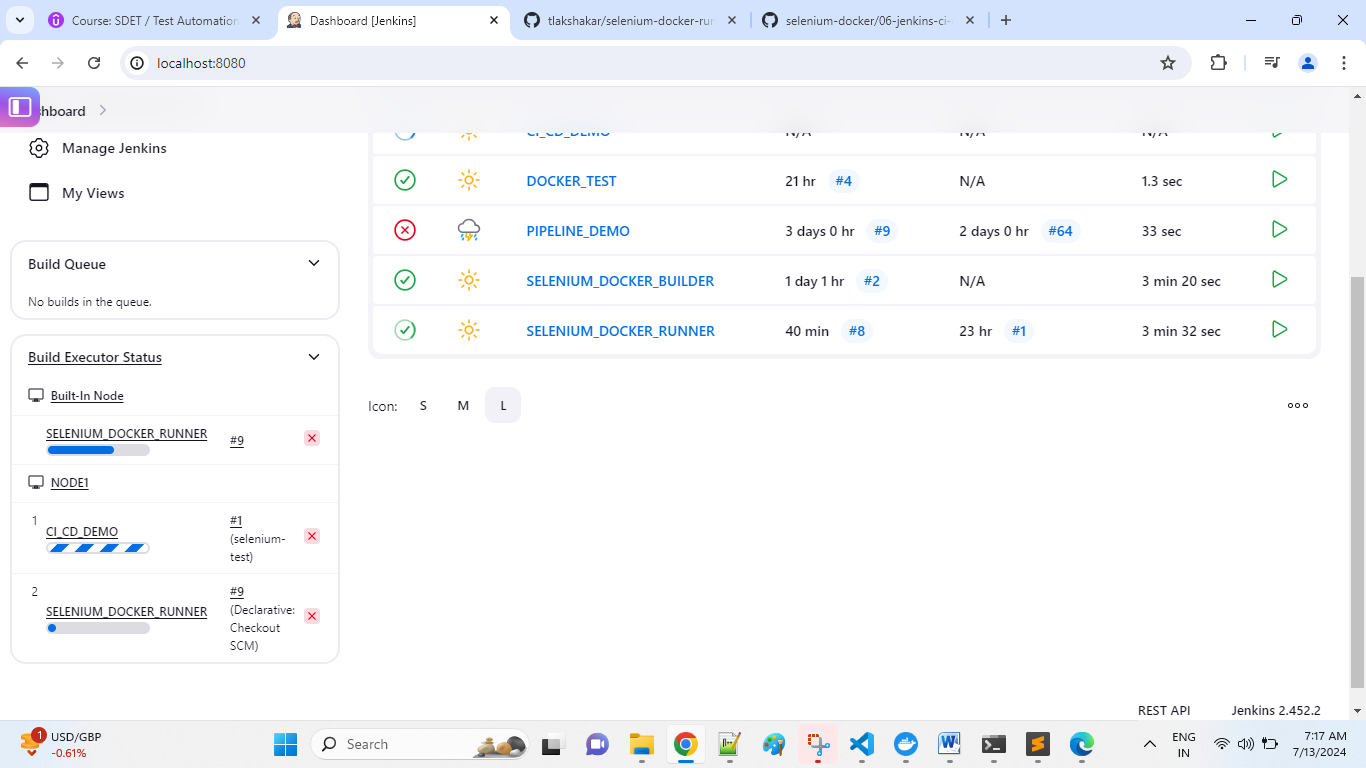 Course: SDET / Test Automation
Dashboard [Jenkins]
tlakshakar/selenium-docker-run
selenium-docker/06-jenkins-ci-
localhost:8080
hboard
Manage Jenkins
My Views
CI_CD_DEMO N/A N/A N/A
DOCKER_TEST 21 hr #4 N/A 1.3 sec
PIPELINE_DEMO 3 days 0 hr #9 2 days 0 hr #64 33 sec
SELENIUM_DOCKER_BUILDER 1 day 1 hr #2 N/A 3 min 20 sec
SELENIUM_DOCKER_RUNNER 40 min #8 23 hr #1 3 min 32 sec
Icon: S M L
Build Queue
No builds in the queue.
Build Executor Status
Built-In Node
SELENIUM_DOCKER_RUNNER #9
NODE1
1 CI_CD_DEMO #1
(selenium-
test)
2 SELENIUM_DOCKER_RUNNER #9
(Declarative:
Checkout
SCM)
REST API Jenkins 2.452.2
1
USD/GBP
-0.61%
Search
ENG
IN
7:17 AM
7/13/2024